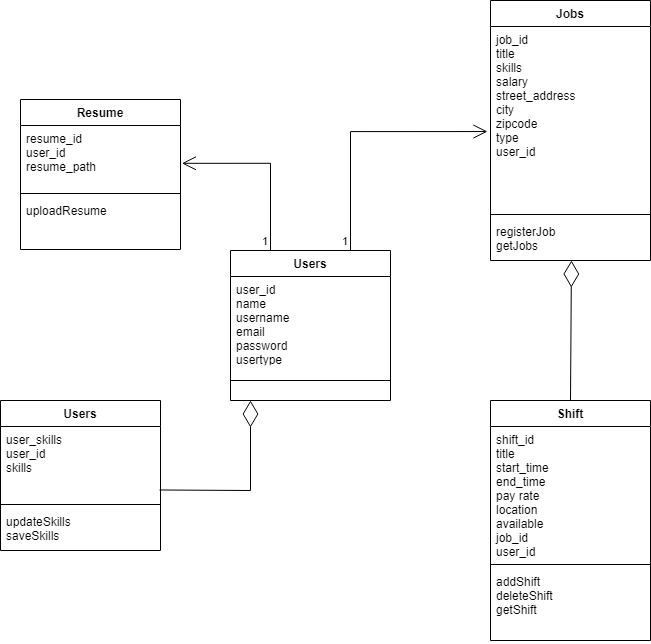 Jobs
job_id
title
skills
salary
street_address
city
zipcode
type
user_id
registerJob
getJobs
Resume
resume_id
user_id
resume_path
uploadResume
1
1
Users
user_id
name
username
email
password
usertype
Users
user_skills
user_id
skills
updateSkills
saveSkills
Shift
shift_id
title
start_time
end_time
pay rate
location
available
job_id
user_id
addShift
deleteShift
getShift